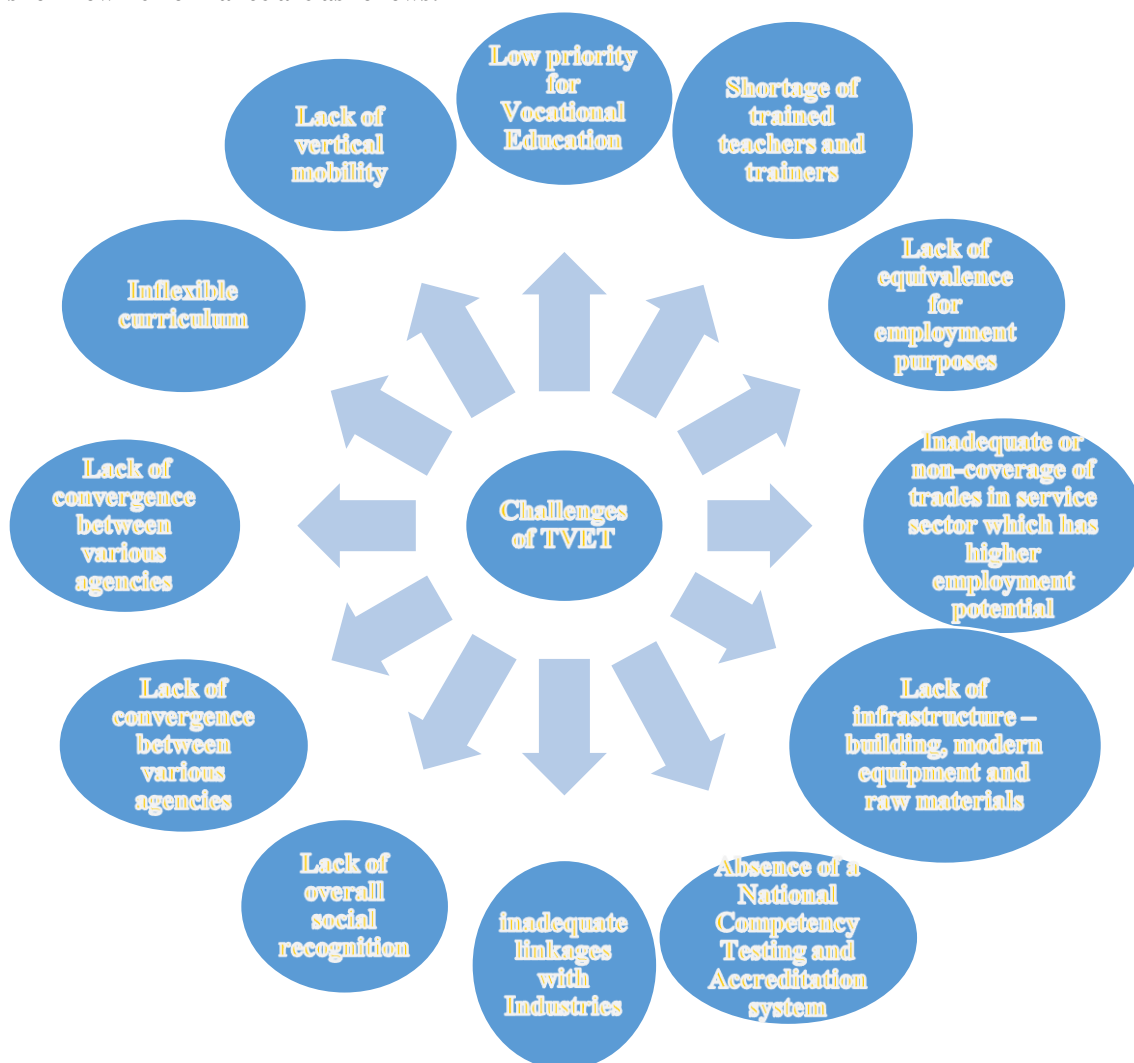 Low priority
for
Vocational
Education
Shortage of
trained
teachers and
trainers
Lack of
equivalence
for
employment
purposes
Inadequate or
non-coverage of
trades in service
sector which has
higher
employment
potential
Lack of
infrastructure –
building, modern
equipment and
raw materials
Absence of a
National
Competency
Testing and
Accreditation
system
inadequate
linkages
with
Industries
Lack of
overall
social
recognition
Lack of
convergence
between
various
agencies
Lack of
convergence
between
various
agencies
Inflexible
curriculum
Lack of
vertical
mobility
Challenges
of TVET